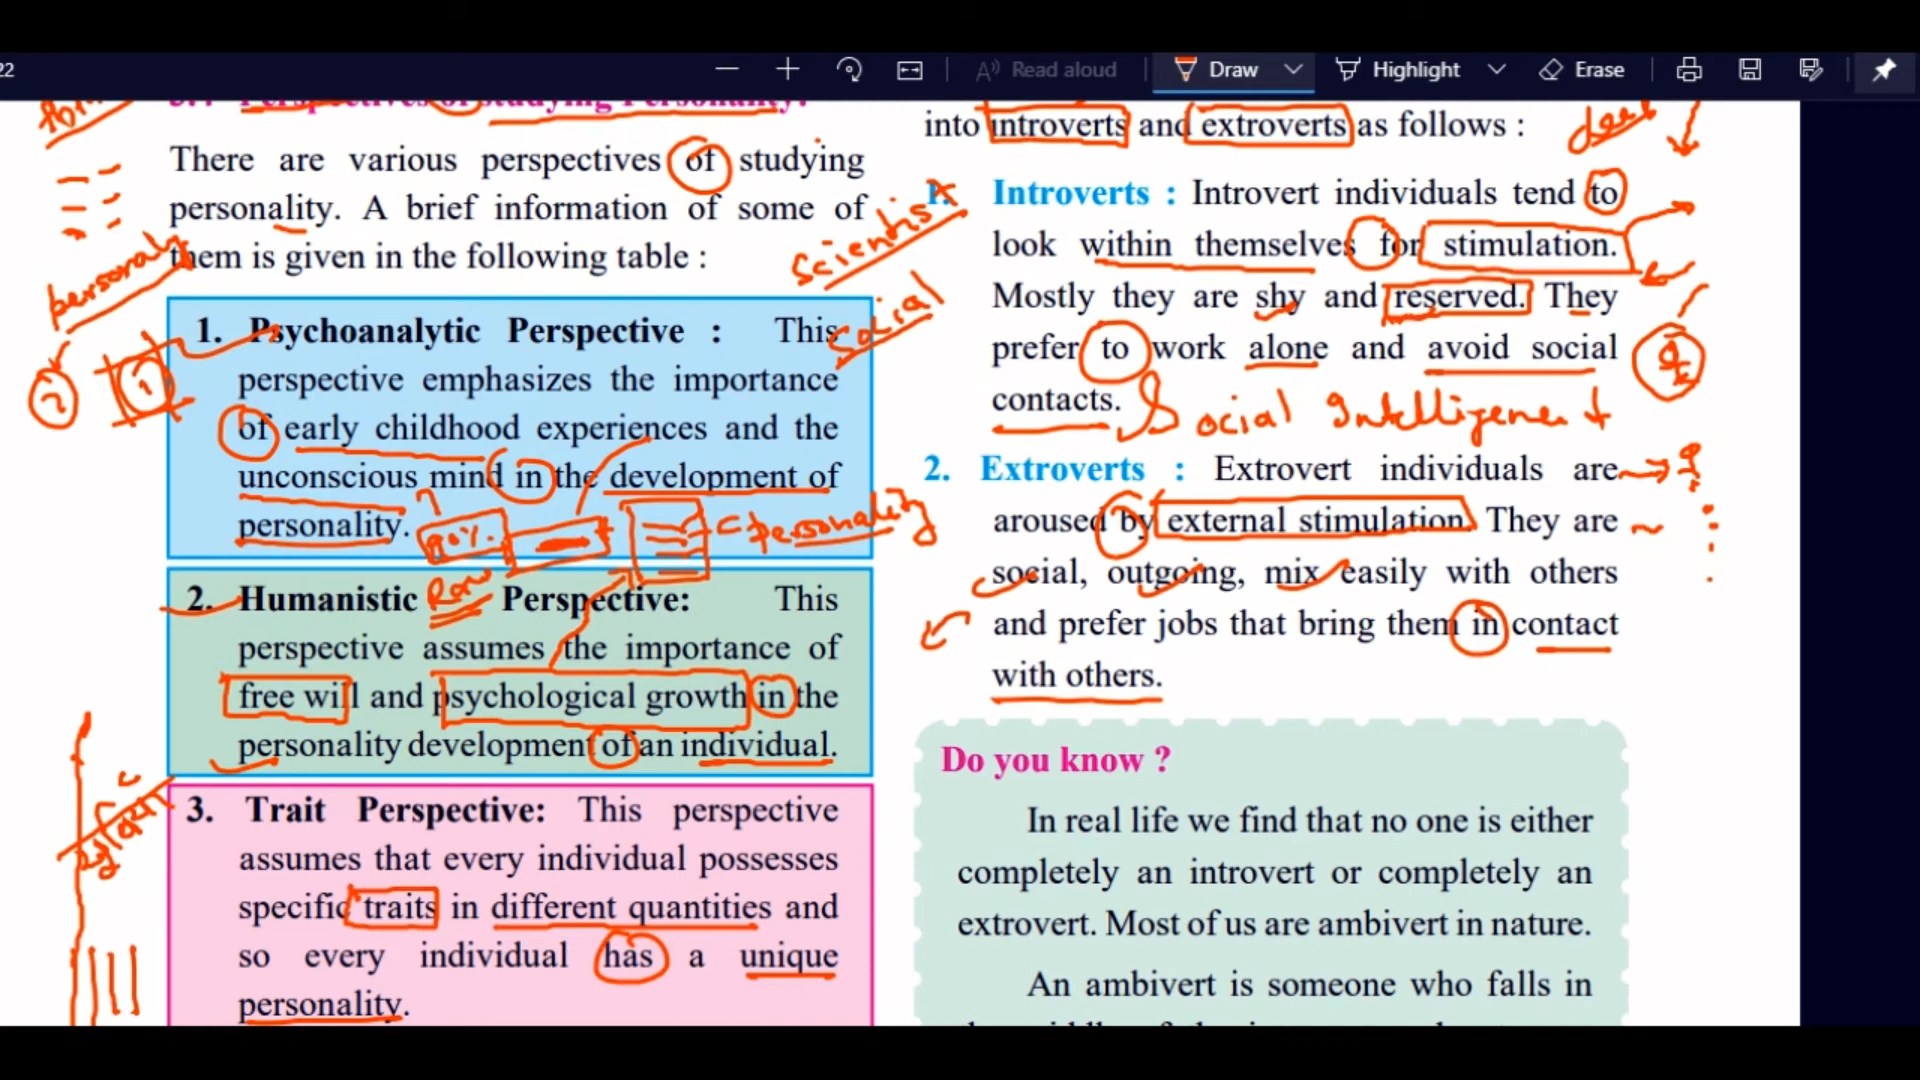 22
Read aloud
Draw
Highlight
Erase
Perspectives of studying Personality:
There are various perspectives of studying
personality. A brief information of some of
them is given in the following table :
1. Psychoanalytic Perspective : This
perspective emphasizes the importance
of early childhood experiences and the
unconscious mind in the development of
personality.
90%
personality
2. Humanistic Perspective: This
perspective assumes the importance of
free will and psychological growth in the
personality development of an individual.
3. Trait Perspective: This perspective
assumes that every individual possesses
specific traits in different quantities and
so every individual has a unique
personality.
personality
Scientist
Social
into introverts and extroverts as follows :
1. Introverts : Introvert individuals tend to
look within themselves for stimulation.
Mostly they are shy and reserved. They
prefer to work alone and avoid social
contacts.
Social
2. Extroverts : Extrovert individuals are
aroused by external stimulation. They are
social, outgoing, mix easily with others
and prefer jobs that bring them in contact
with others.
Do you know ?
In real life we find that no one is either
completely an introvert or completely an
extrovert. Most of us are ambivert in nature.
An ambivert is someone who falls in